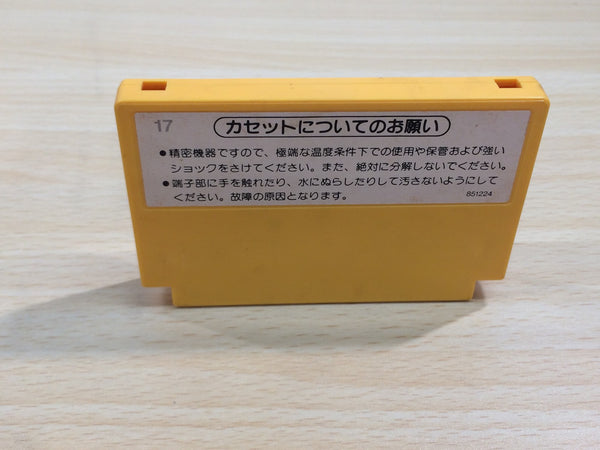 17
カセットについてのお願い
●精密機器ですので、極端な温度条件下での使用や保管および強い
ショックをさけてください。また、絶対に分解しないでください。
●端子部に手を触れたり、水にぬらしたりして汚さないようにして
ください。故障の原因となります。
851224